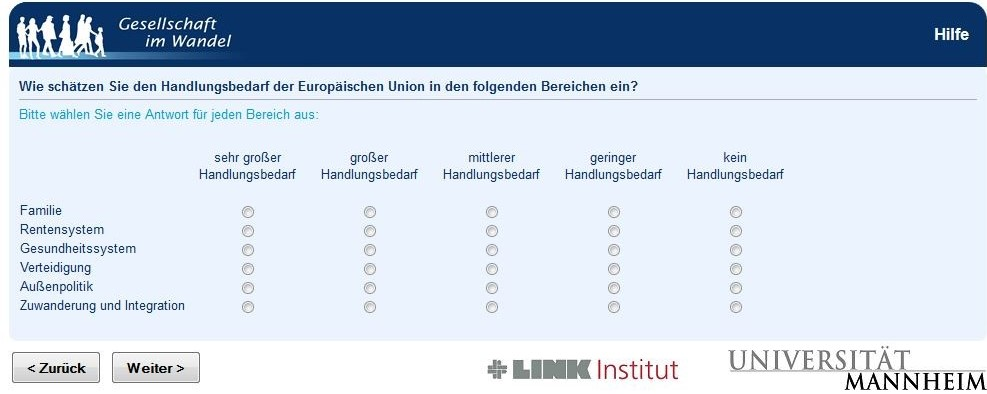 Gesellschaft
im Wandel
Hilfe
Wie schätzen Sie den Handlungsbedarf der Europäischen Union in den folgenden Bereichen ein?
Bitte wählen Sie eine Antwort für jeden Bereich aus:
sehr großer großer mittlerer geringer kein
Handlungsbedarf Handlungsbedarf Handlungsbedarf Handlungsbedarf Handlungsbedarf
Familie
Rentensystem
Gesundheitssystem
Verteidigung
Außenpolitik
Zuwanderung und Integration
< Zurück Weiter >
LINK Institut
UNIVERSITÄT
MANNHEIM